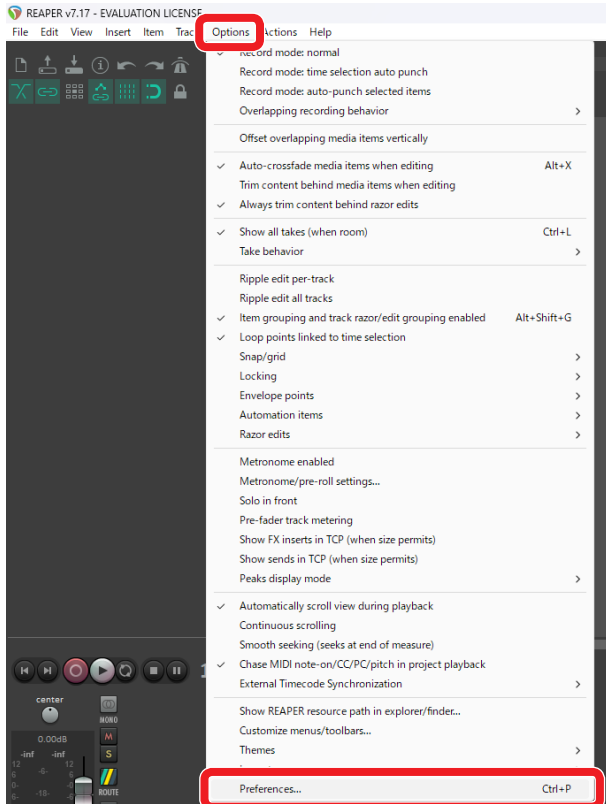 REAPER v7.17 - EVALUATION LICENSE
File Edit View Insert Item Options Actions Help
Record mode: normal
Record mode: time selection auto punch
Record mode: auto-punch selected items
Overlapping recording behavior
Offset overlapping media items vertically
Auto-crossfade media items when editing Alt+X
Trim content behind media items when editing
Always trim content behind razor edits
Show all takes (when room) Ctrl+L
Take behavior
Ripple edit per-track
Ripple edit all tracks
Item grouping and track razor/edit grouping enabled Alt+Shift+G
Loop points linked to time selection
Snap/grid
Locking
Envelope points
Automation items
Razor edits
Metronome enabled
Metronome/pre-roll settings...
Solo in front
Pre-fader track metering
Show FX inserts in TCP (when size permits)
Show sends in TCP (when size permits)
Peaks display mode
Automatically scroll view during playback
Continuous scrolling
Smooth seeking (seeks at end of measure)
Chase MIDI note-on/CC/PC/pitch in project playback
External Timecode Synchronization
Show REAPER resource path in explorer/finder...
Customize menus/toolbars...
Themes
Preferences... Ctrl+P
1
center
MONO
0.00dB
M
-inf -inf
S
12 12
6 -6- 6
ROUTE
-18-